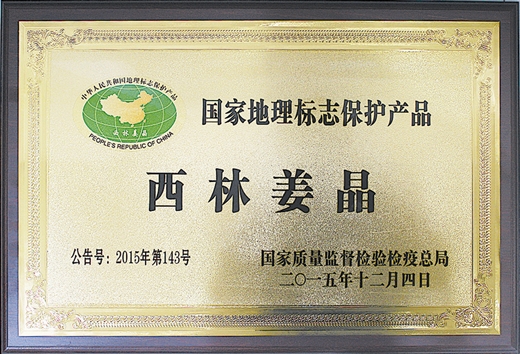 中华人民共和国地理标志保护产品
西林姜晶
PEOPLE'S REPUBLIC OF CHINA
国家地理标志保护产品
西林姜晶
公告号：2015年第143号
国家质量监督检验检疫总局
二〇一五年十二月四日